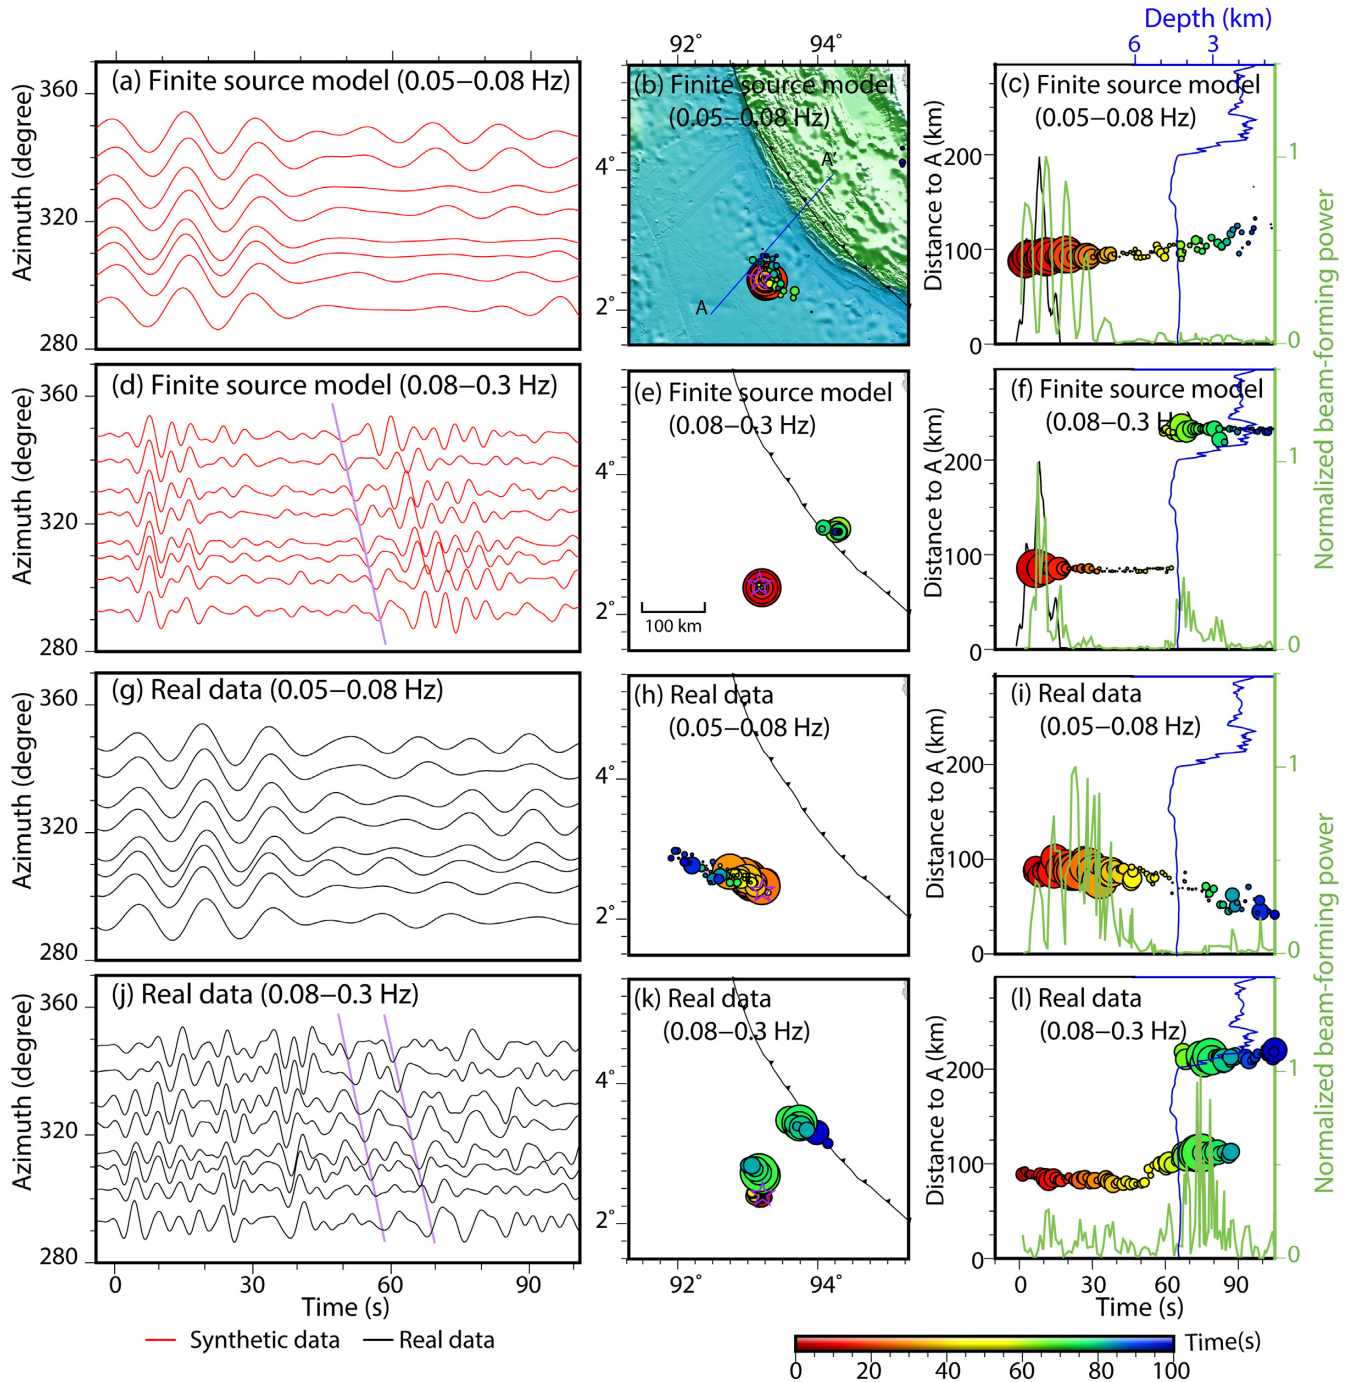 Depth (km)
92° 94° 6 3
(a) Finite source model (0.05−0.08 Hz)
360
320
280
Azimuth (degree)
(b) Finite source model
(0.05−0.08 Hz)
4°
2°
A'
A
(c) Finite source model
(0.05−0.08 Hz)
200
100
0
Distance to A (km)
1
0
Normalized beam-forming power
(d) Finite source model (0.08−0.3 Hz)
360
320
280
Azimuth (degree)
(e) Finite source model
(0.08−0.3 Hz)
4°
2°
100 km
(f) Finite source model
(0.08−0.3 Hz)
200
100
0
Distance to A (km)
1
0
(g) Real data (0.05−0.08 Hz)
360
320
280
Azimuth (degree)
(h) Real data
(0.05−0.08 Hz)
4°
2°
(i) Real data
(0.05−0.08 Hz)
200
100
0
Distance to A (km)
1
0
Normalized beam-forming power
(j) Real data (0.08−0.3 Hz)
360
320
280
Azimuth (degree)
0 30 60 90
Time (s)
(k) Real data
(0.08−0.3 Hz)
4°
2°
92° 94°
(l) Real data
(0.08−0.3 Hz)
200
100
0
Distance to A (km)
1
0
0 30 60 90
Time (s)
Synthetic data Real data
Time(s)
0 20 40 60 80 100